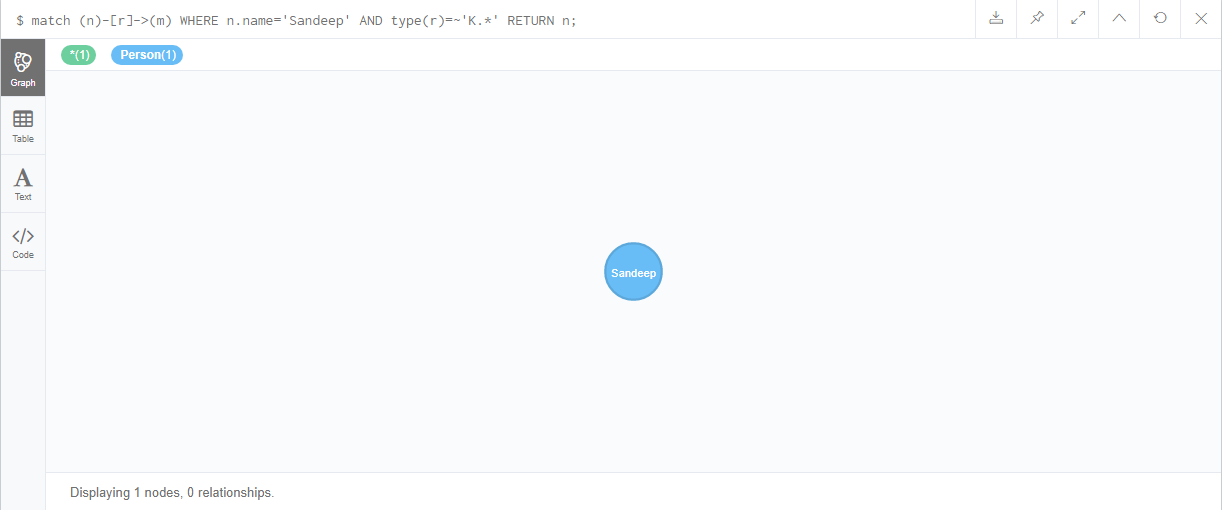 $ match (n)-[r]->(m) WHERE n.name='Sandeep' AND type(r)=~'K.*' RETURN n;
*(1) Person(1)
Graph
Table
A
Text
</>
Code
Sandeep
Displaying 1 nodes, 0 relationships.